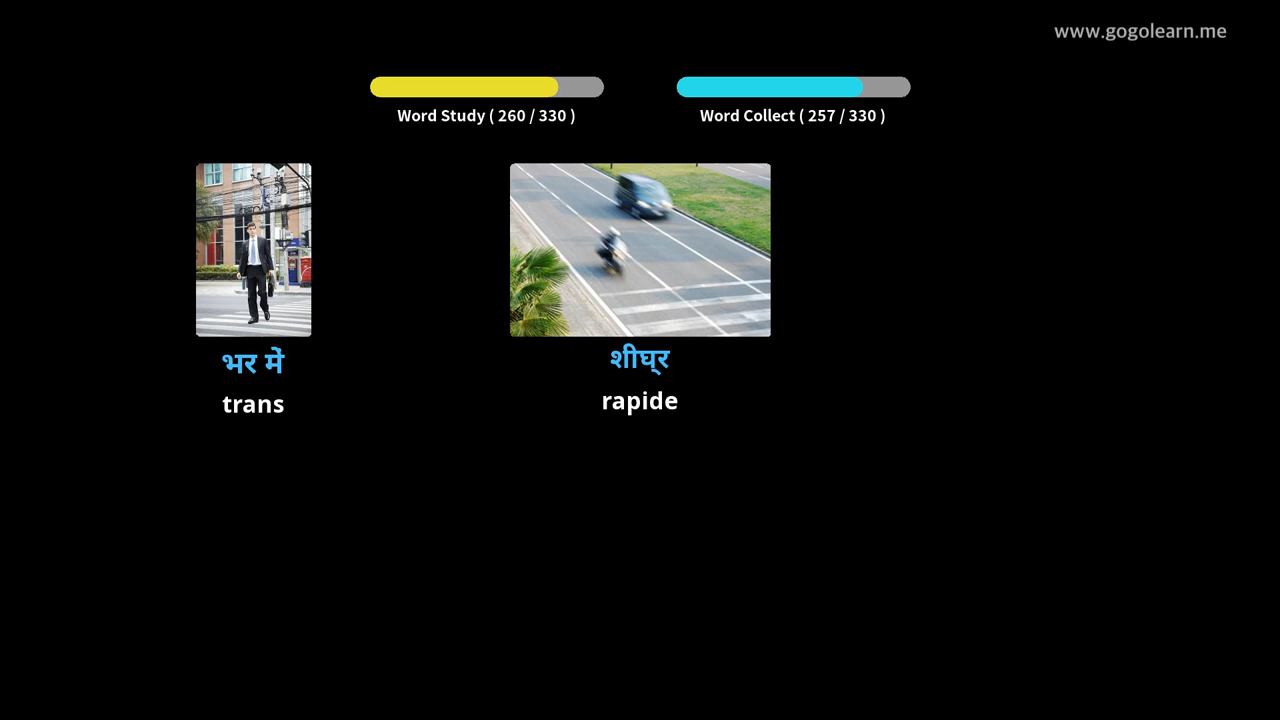 www.gogolearn.me
Word Study ( 260 / 330 )
Word Collect ( 257 / 330 )
भर में
trans
शीघ्र
rapide